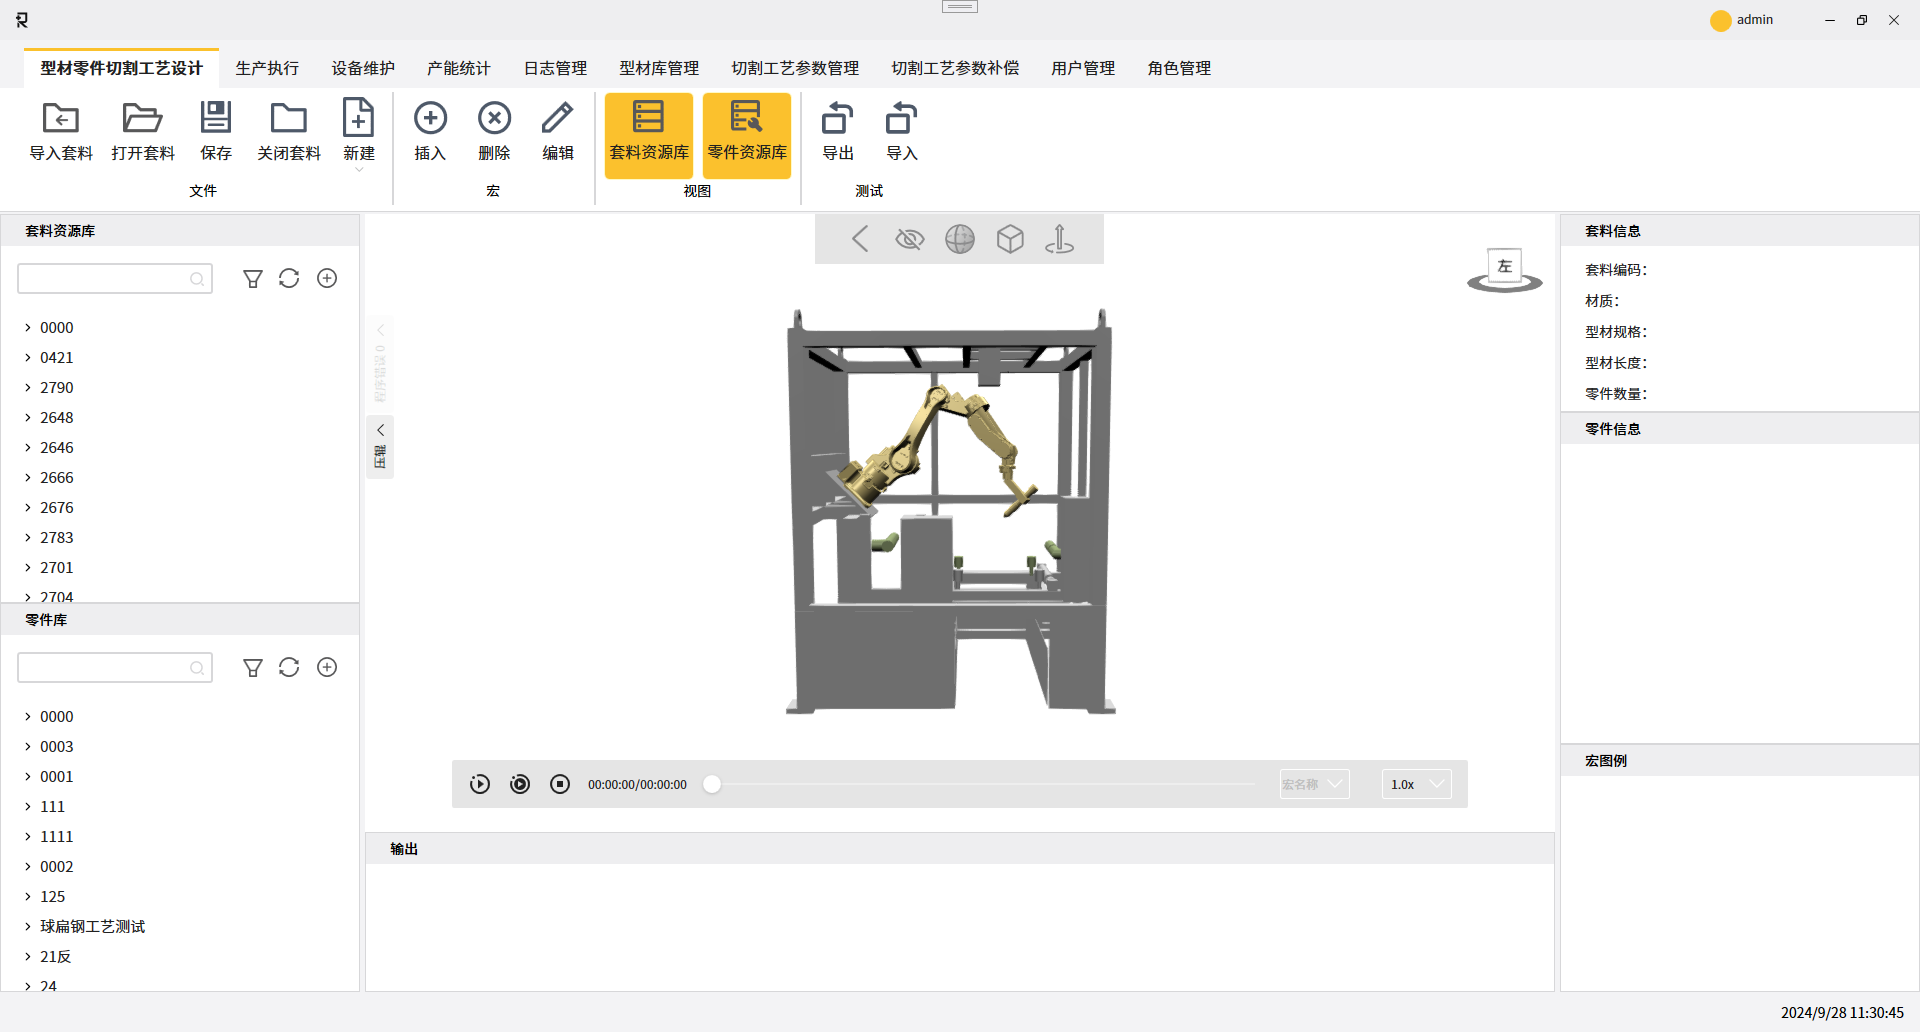 admin
型材零件切割工艺设计 生产执行 设备维护 产能统计 日志管理 型材库管理 切割工艺参数管理 切割工艺参数补偿 用户管理 角色管理
导入套料 打开套料 保存 关闭套料 新建 插入 删除 编辑 套料资源库 零件资源库 导出 导入
文件 宏 视图 测试
套料资源库
0000
0421
2790
2648
2646
2666
2676
2783
2701
2704
零件库
0000
0003
0001
111
1111
0002
125
球扁钢工艺测试
21反
24
程序错误 0
压辊
左
00:00:00/00:00:00 宏名称 1.0x
输出
套料信息
套料编码：
材质：
型材规格：
型材长度：
零件数量：
零件信息
宏图例
2024/9/28 11:30:45